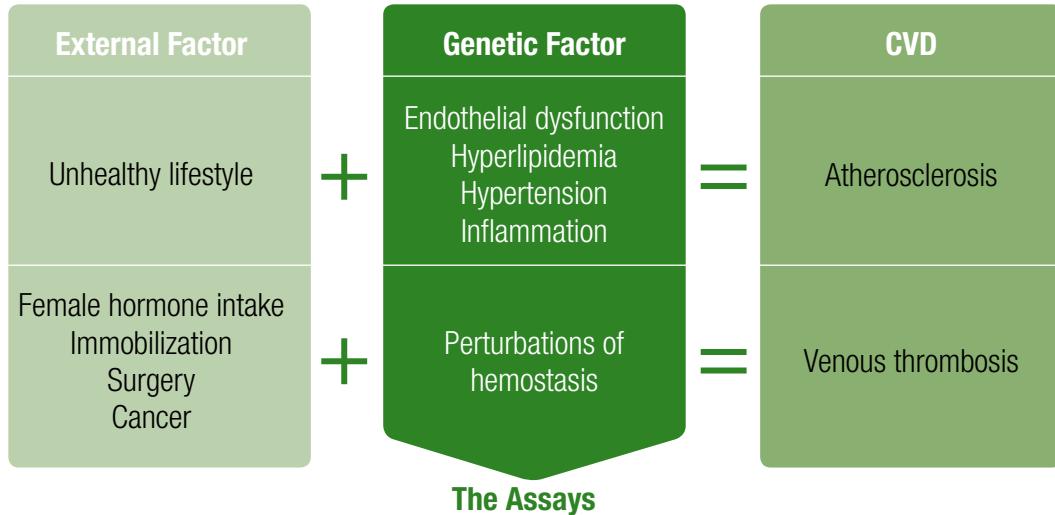 External Factor
Genetic Factor
CVD
Unhealthy lifestyle
+
Endothelial dysfunction
Hyperlipidemia
Hypertension
Inflammation
=
Atherosclerosis
Female hormone intake
Immobilization
Surgery
Cancer
+
Perturbations of
hemostasis
=
Venous thrombosis
The Assays